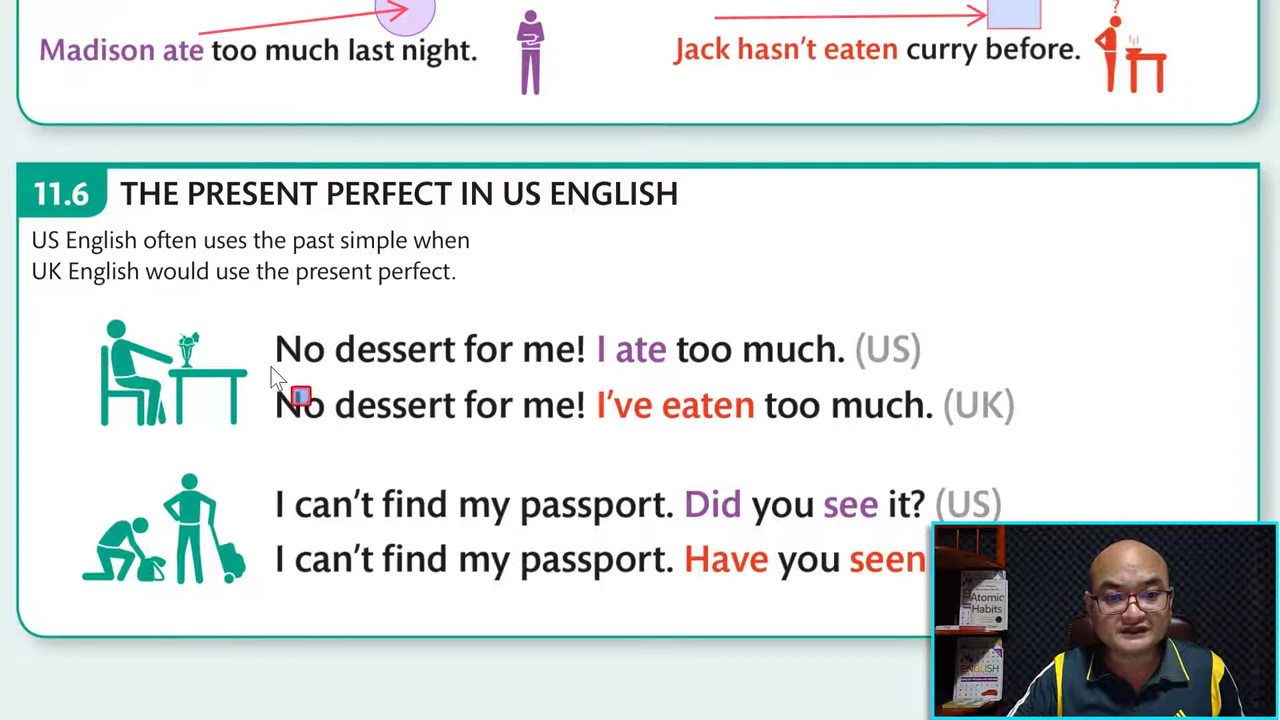 Madison ate too much last night.
Jack hasn't eaten curry before.
?
11.6 THE PRESENT PERFECT IN US ENGLISH
US English often uses the past simple when
UK English would use the present perfect.
No dessert for me! I ate too much. (US)
No dessert for me! I've eaten too much. (UK)
I can't find my passport. Did you see it? (US)
I can't find my passport. Have you seen
Atomic
Habits
ENGLISH